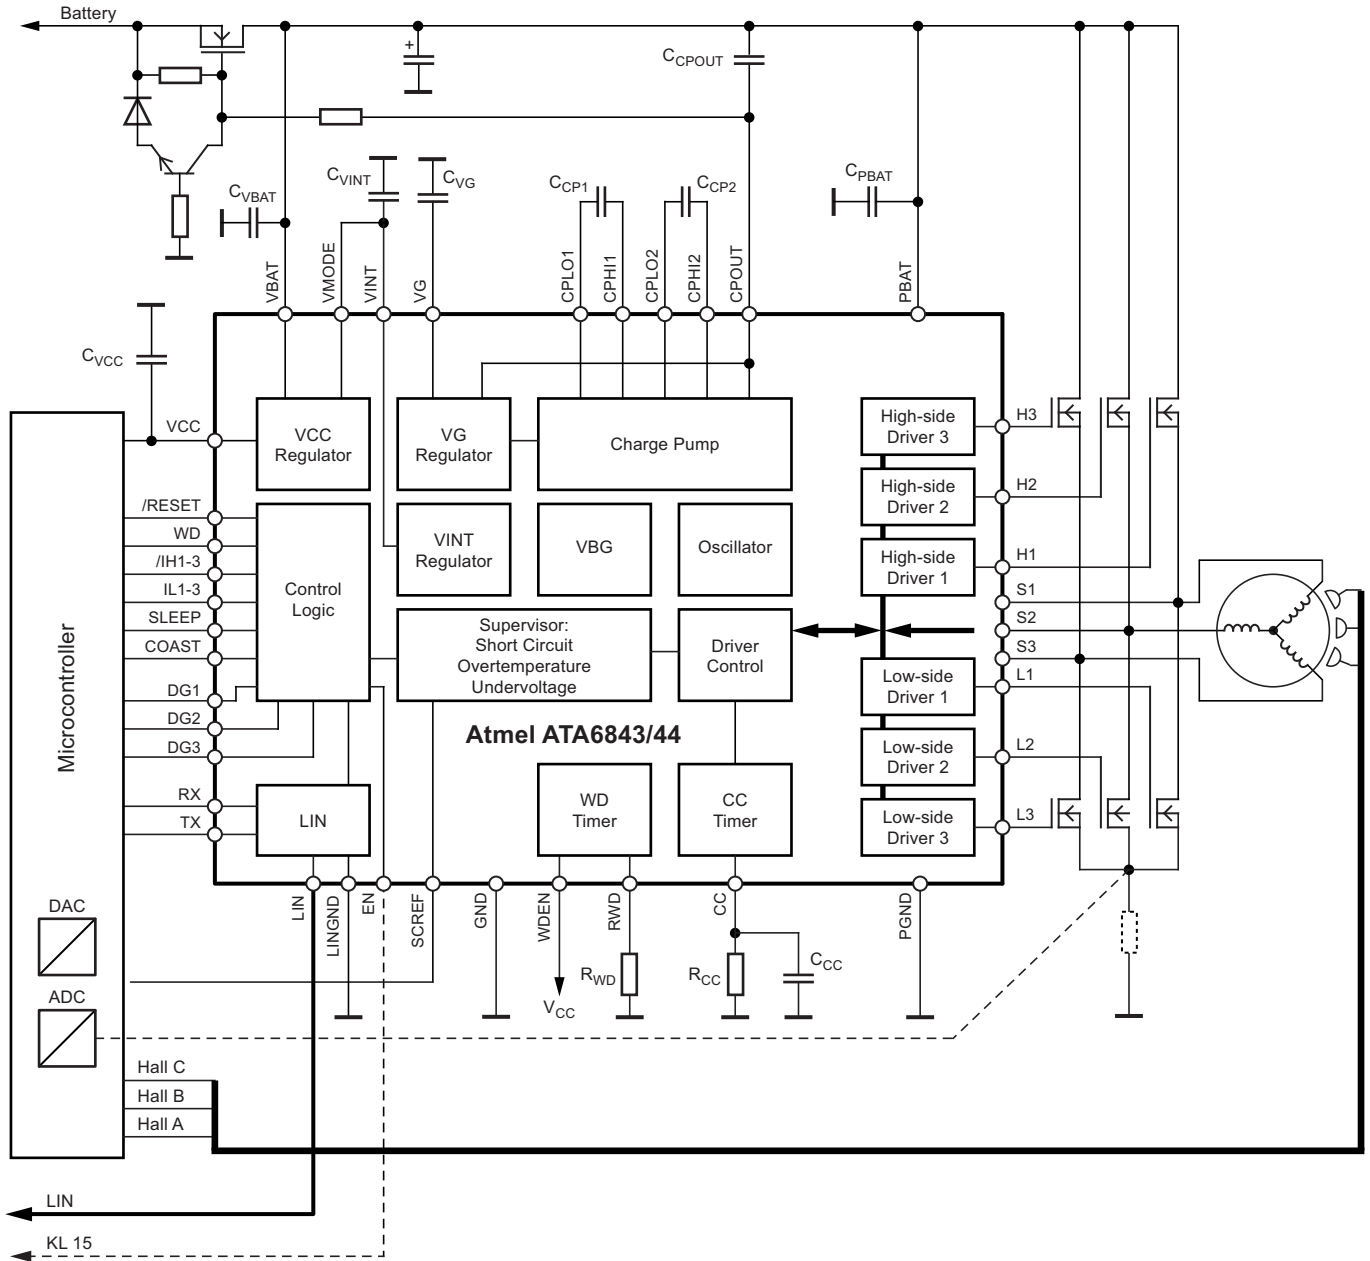 Battery
+
C_CPOUT
C_VBAT
C_VINT
C_VG
C_CP1
C_CP2
C_PBAT
VBAT
VMODE
VINT
VG
CPLO1
CPHI1
CPLO2
CPHI2
CPOUT
PBAT
C_VCC
VCC
VCC
Regulator
VG
Regulator
Charge Pump
High-side
Driver 3
H3
High-side
Driver 2
H2
High-side
Driver 1
H1
/RESET
WD
/IH1-3
IL1-3
SLEEP
COAST
DG1
DG2
DG3
RX
TX
Microcontroller
Control
Logic
VINT
Regulator
VBG
Oscillator
Supervisor:
Short Circuit
Overtemperature
Undervoltage
Driver
Control
S1
S2
S3
L1
Low-side
Driver 1
L2
Low-side
Driver 2
L3
Low-side
Driver 3
Atmel ATA6843/44
LIN
WD
Timer
CC
Timer
LIN
LINGND
EN
SCREF
GND
WDEN
RWD
CC
PGND
DAC
ADC
V_CC
R_WD
R_CC
C_CC
Hall C
Hall B
Hall A
LIN
KL 15